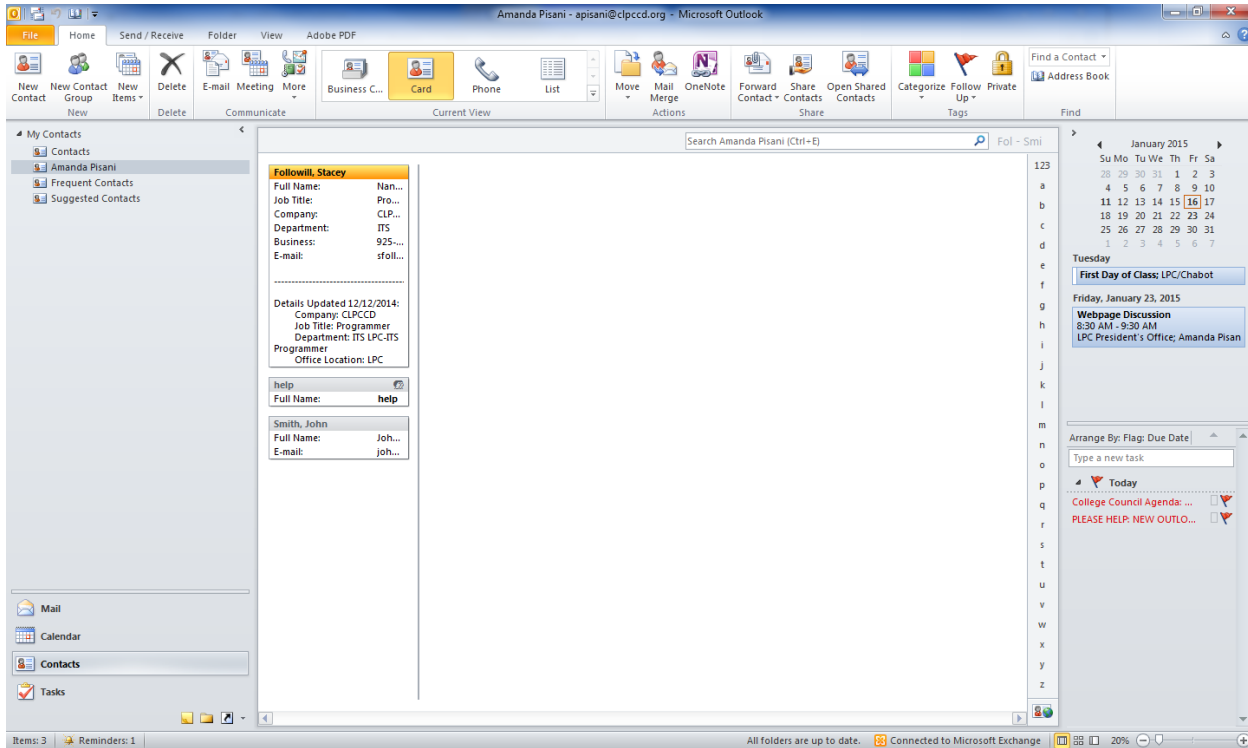 Amanda Pisani - apisani@clpccd.org - Microsoft Outlook
File Home Send / Receive Folder View Adobe PDF
New Contact
New Contact Group
New Items
Delete
E-mail
Meeting
More
Business C...
Card
Phone
List
Move
Mail Merge
OneNote
Forward Contact
Share Contacts
Open Shared Contacts
Categorize
Follow Up
Private
Find a Contact
Address Book
New Delete Communicate Current View Actions Share Tags Find
My Contacts
Contacts
Amanda Pisani
Frequent Contacts
Suggested Contacts
Mail
Calendar
Contacts
Tasks
Search Amanda Pisani (Ctrl+E)
Fol - Smi
Followill, Stacey
Full Name: Nan...
Job Title: Pro...
Company: CLP...
Department: ITS
Business: 925-...
E-mail: sfoll...
----------------------------------------
Details Updated 12/12/2014:
Company: CLPCCD
Job Title: Programmer
Department: ITS LPC-ITS
Programmer
Office Location: LPC
help
Full Name: help
Smith, John
Full Name: Joh...
E-mail: joh...
123
a
b
c
d
e
f
g
h
i
j
k
l
m
n
o
p
q
r
s
t
u
v
w
x
y
z
January 2015
Su Mo Tu We Th Fr Sa
28 29 30 31 1 2 3
4 5 6 7 8 9 10
11 12 13 14 15 16 17
18 19 20 21 22 23 24
25 26 27 28 29 30 31
1 2 3 4 5 6 7
Tuesday
First Day of Class; LPC/Chabot
Friday, January 23, 2015
Webpage Discussion
8:30 AM - 9:30 AM
LPC President's Office; Amanda Pisan
Arrange By: Flag: Due Date
Type a new task
Today
College Council Agenda: ...
PLEASE HELP: NEW OUTLO...
Items: 3 Reminders: 1 All folders are up to date. Connected to Microsoft Exchange 20%